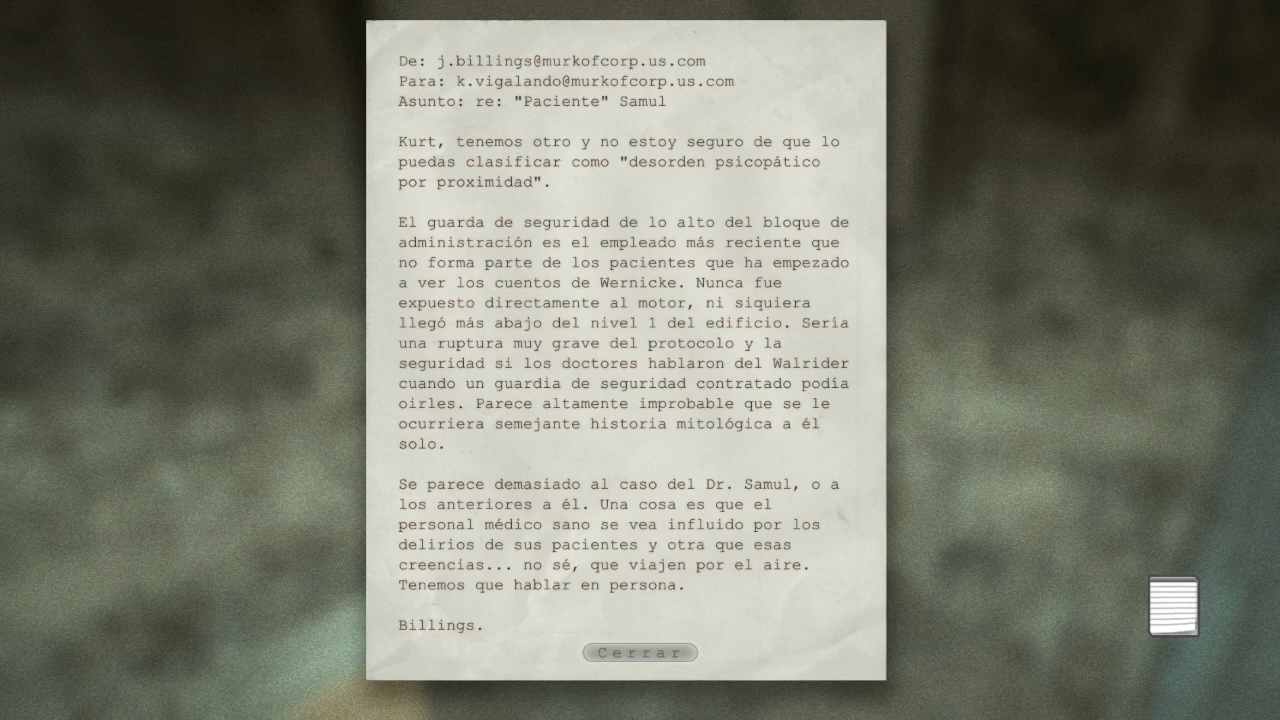 De: j.billings@murkofcorp.us.com
Para: k.vigalando@murkofcorp.us.com
Asunto: re: "Paciente" Samul
Kurt, tenemos otro y no estoy seguro de que lo
puedas clasificar como "desorden psicopático
por proximidad".
El guarda de seguridad de lo alto del bloque de
administración es el empleado más reciente que
no forma parte de los pacientes que ha empezado
a ver los cuentos de Wernicke. Nunca fue
expuesto directamente al motor, ni siquiera
llegó más abajo del nivel 1 del edificio. Sería
una ruptura muy grave del protocolo y la
seguridad si los doctores hablaron del Walrider
cuando un guardia de seguridad contratado podía
oirles. Parece altamente improbable que se le
ocurriera semejante historia mitológica a él
solo.
Se parece demasiado al caso del Dr. Samul, o a
los anteriores a él. Una cosa es que el
personal médico sano se vea influido por los
delirios de sus pacientes y otra que esas
creencias... no sé, que viajen por el aire.
Tenemos que hablar en persona.
Billings.
Cerrar